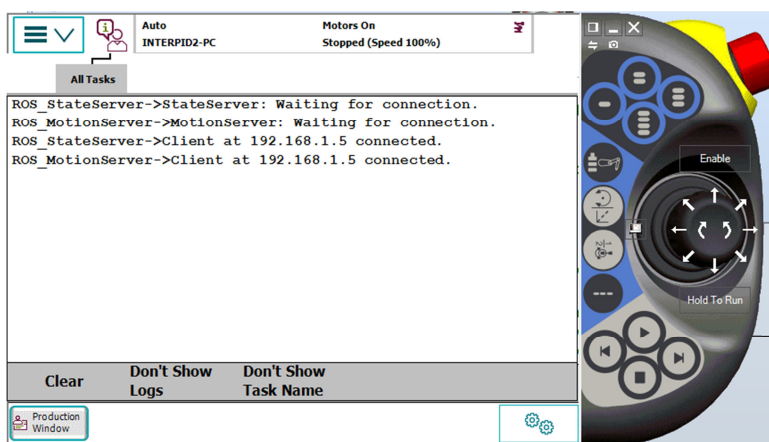 Auto
INTERPID2-PC
Motors On
Stopped (Speed 100%)
All Tasks
ROS_StateServer->StateServer: Waiting for connection.
ROS_MotionServer->MotionServer: Waiting for connection.
ROS_StateServer->Client at 192.168.1.5 connected.
ROS_MotionServer->Client at 192.168.1.5 connected.
Clear
Don't Show
Logs
Don't Show
Task Name
Production
Window
Enable
Hold To Run